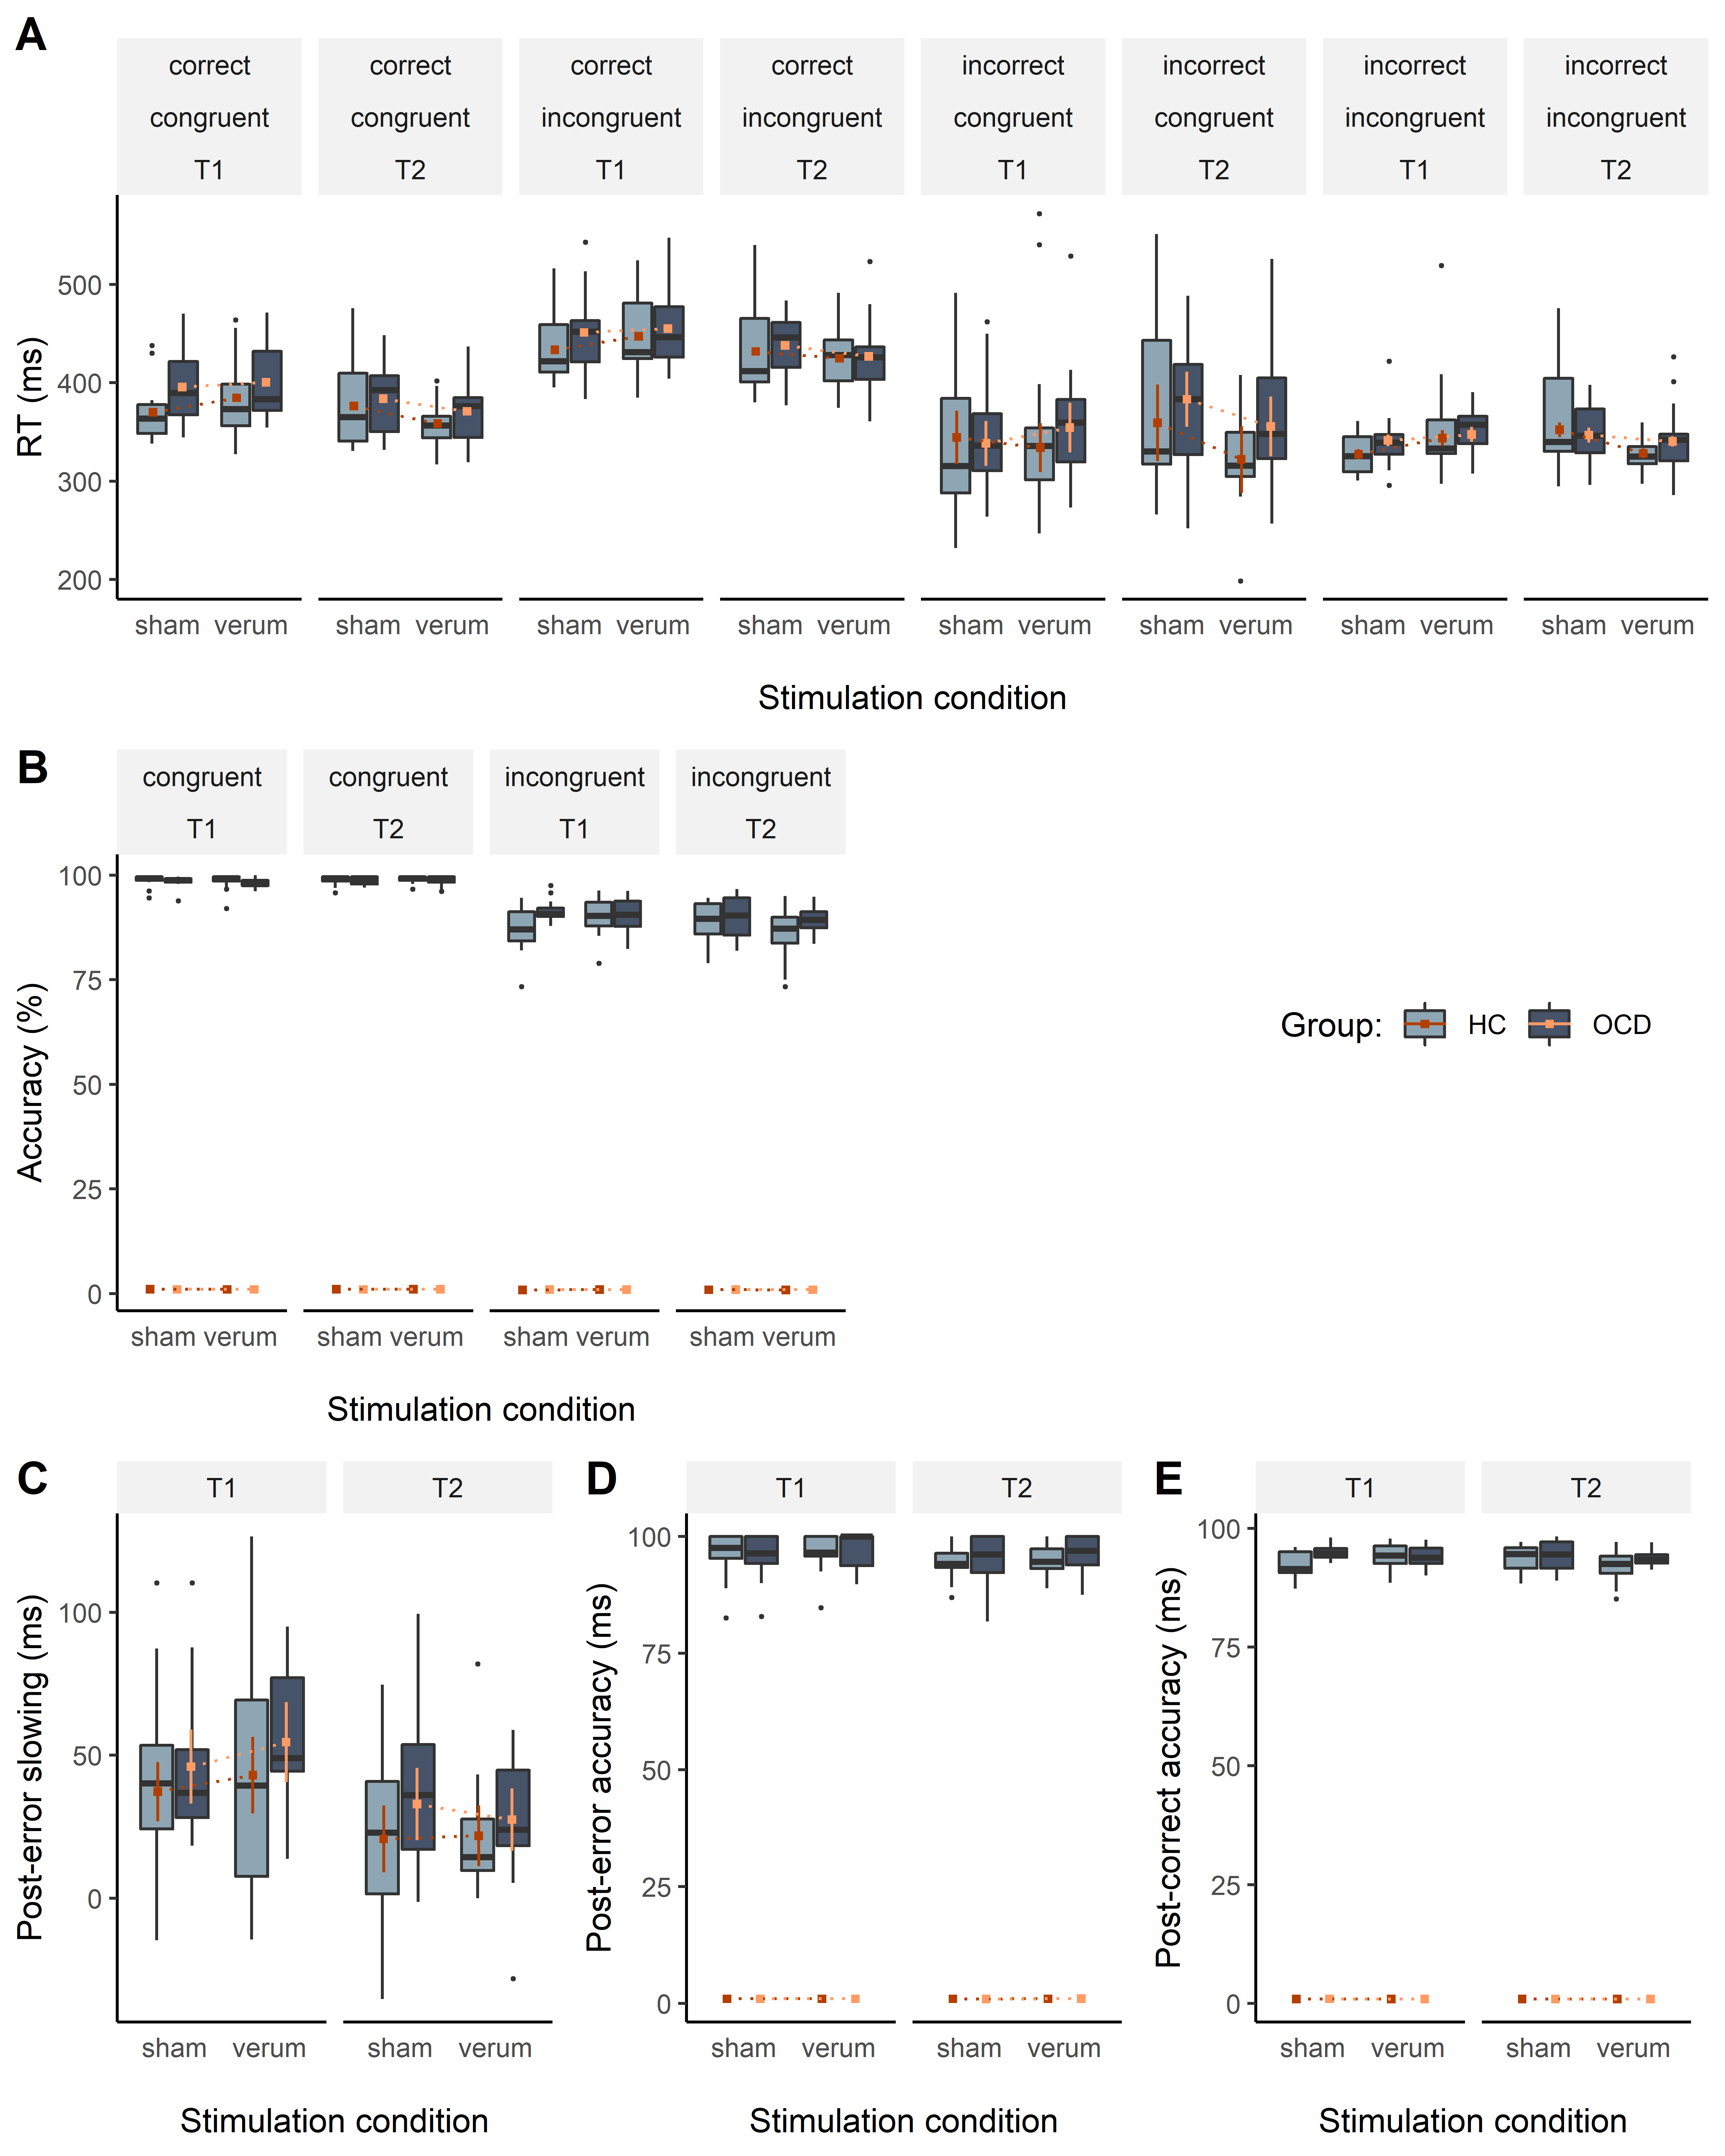 A
correct correct correct correct incorrect incorrect incorrect incorrect
congruent congruent incongruent incongruent congruent congruent incongruent incongruent
T1 T2 T1 T2 T1 T2 T1 T2
RT (ms)
500
400
300
200
sham verum sham verum sham verum sham verum sham verum sham verum sham verum sham verum
Stimulation condition
B
congruent congruent incongruent incongruent
T1 T2 T1 T2
Accuracy (%)
100
75
50
25
0
sham verum sham verum sham verum sham verum
Stimulation condition
Group: HC OCD
C
T1 T2
Post-error slowing (ms)
100
50
0
sham verum sham verum
Stimulation condition
D
T1 T2
Post-error accuracy (ms)
100
75
50
25
0
sham verum sham verum
Stimulation condition
E
T1 T2
Post-correct accuracy (ms)
100
75
50
25
0
sham verum sham verum
Stimulation condition